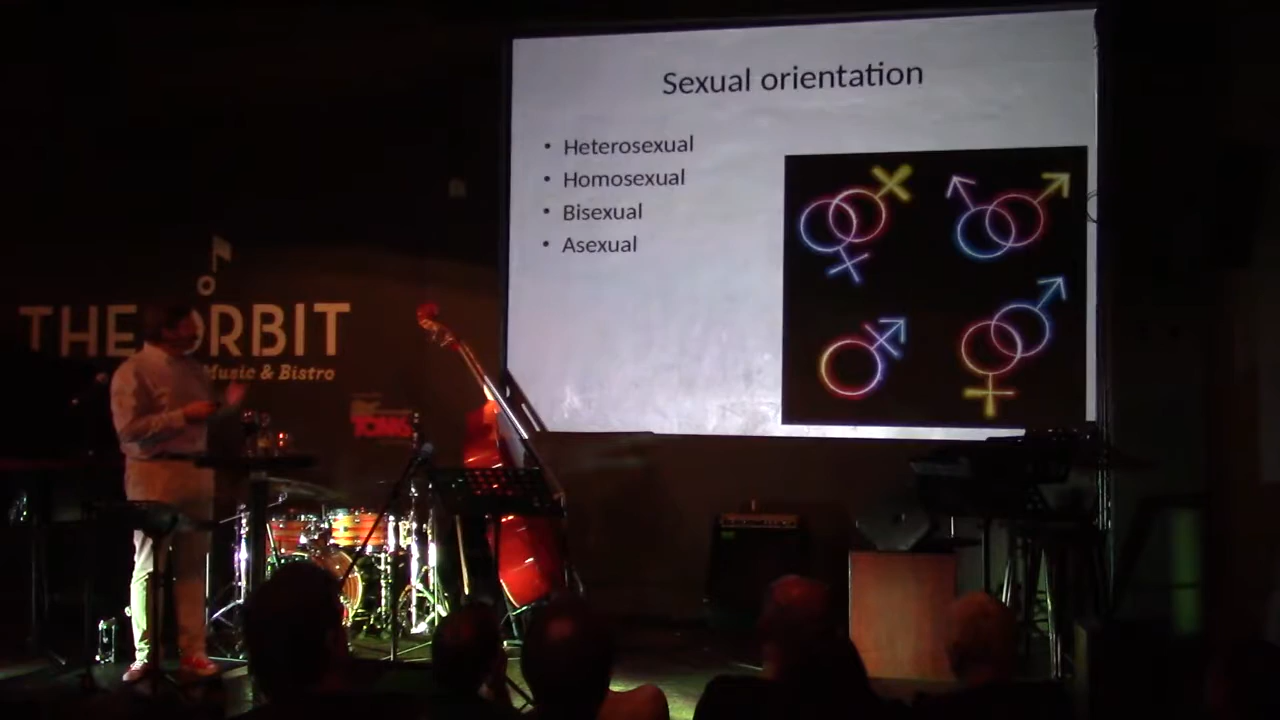 Sexual orientation
• Heterosexual
• Homosexual
• Bisexual
• Asexual
THE ORBIT
Music & Bistro